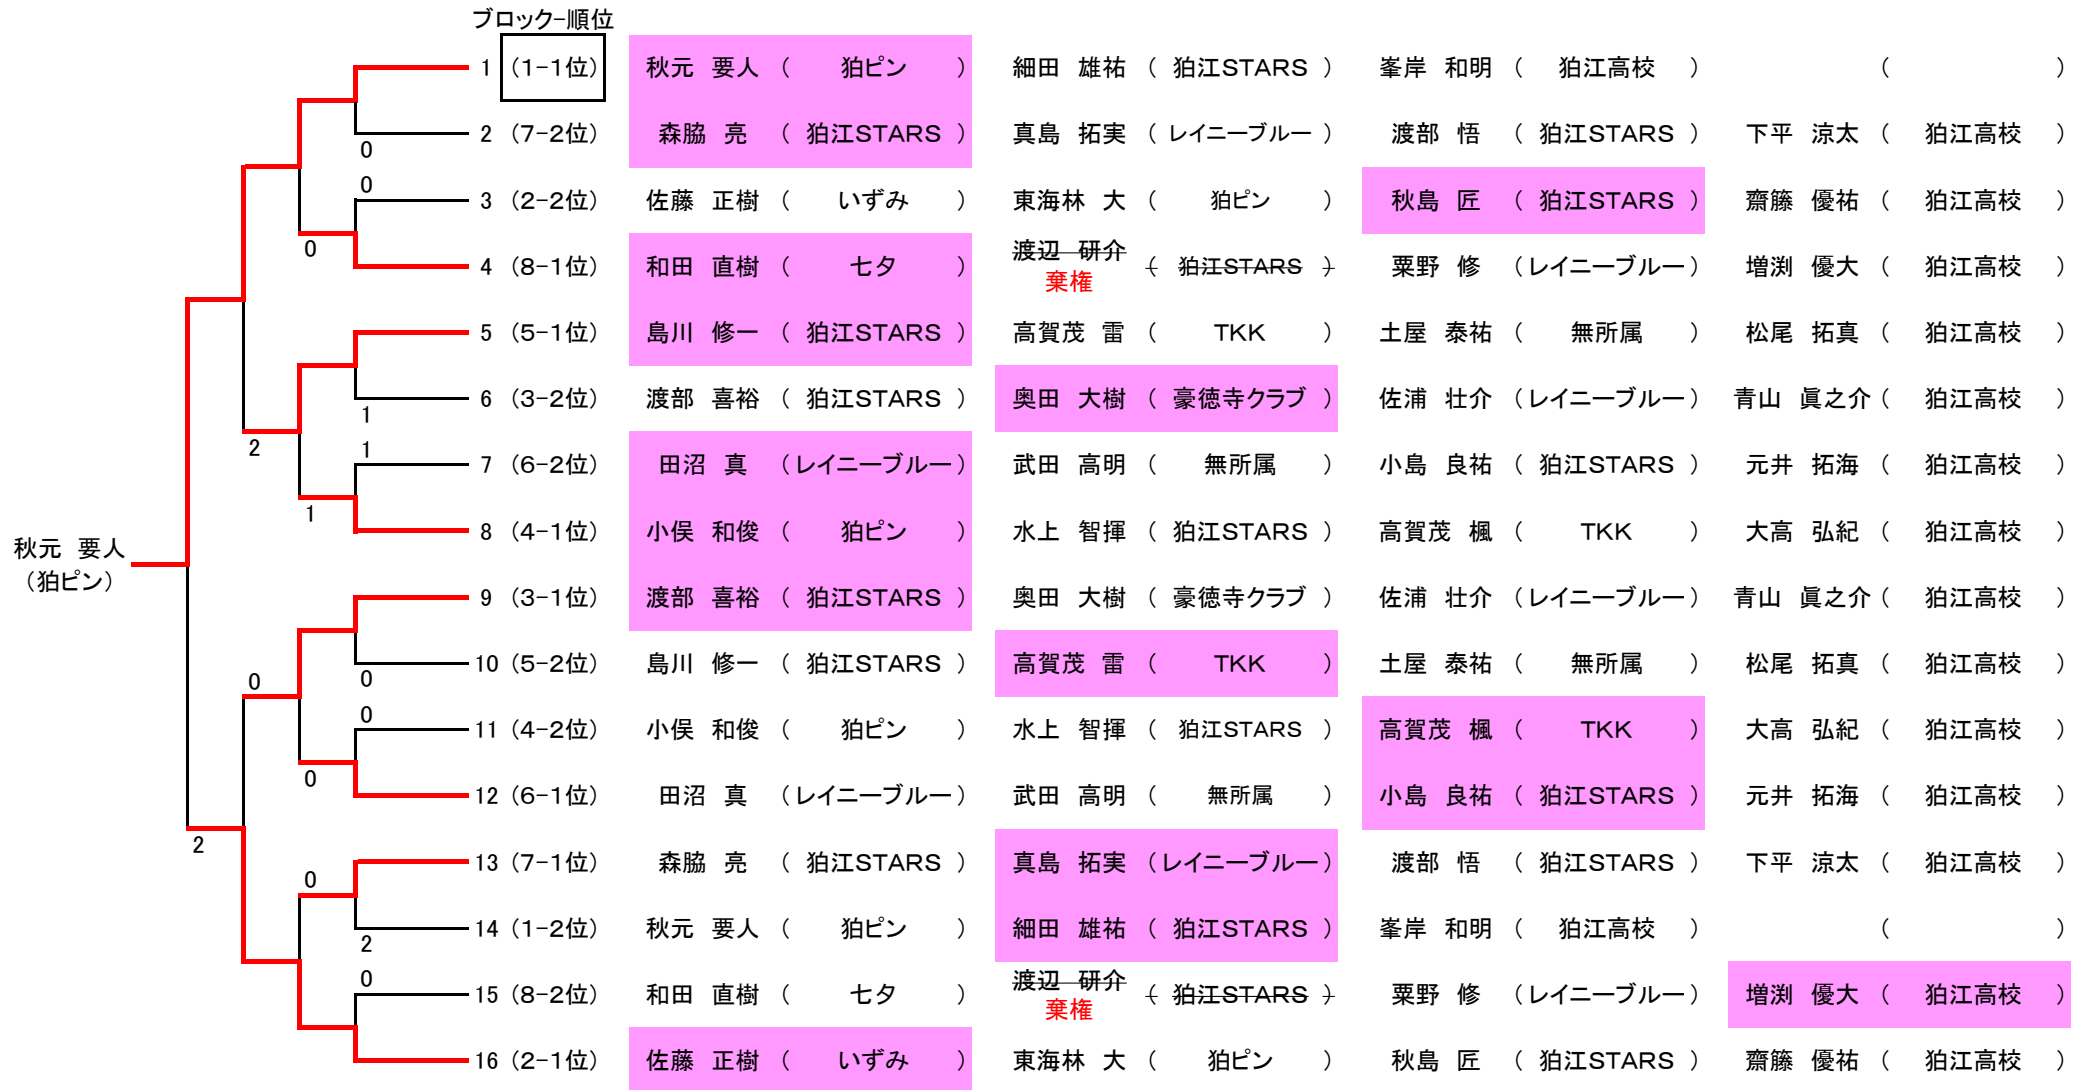 ブロック-順位
1 (1-1位) 秋元 要人 ( 狛ピン ) 細田 雄祐 ( 狛江STARS ) 峯岸 和明 ( 狛江高校 ) ( )
2 (7-2位) 森脇 亮 ( 狛江STARS ) 真島 拓実 ( レイニーブルー ) 渡部 悟 ( 狛江STARS ) 下平 涼太 ( 狛江高校 )
0
0
3 (2-2位) 佐藤 正樹 ( いずみ ) 東海林 大 ( 狛ピン ) 秋島 匠 ( 狛江STARS ) 齋藤 優祐 ( 狛江高校 )
0
4 (8-1位) 和田 直樹 ( 七夕 ) 渡辺 研介 ( 狛江STARS ) 粟野 修 ( レイニーブルー ) 増渕 優大 ( 狛江高校 )
棄権
5 (5-1位) 島川 修一 ( 狛江STARS ) 高賀茂 雷 ( TKK ) 土屋 泰祐 ( 無所属 ) 松尾 拓真 ( 狛江高校 )
6 (3-2位) 渡部 喜裕 ( 狛江STARS ) 奥田 大樹 ( 豪徳寺クラブ ) 佐浦 壮介 ( レイニーブルー ) 青山 眞之介 ( 狛江高校 )
1
2
1
7 (6-2位) 田沼 真 ( レイニーブルー ) 武田 高明 ( 無所属 ) 小島 良祐 ( 狛江STARS ) 元井 拓海 ( 狛江高校 )
1
8 (4-1位) 小俣 和俊 ( 狛ピン ) 水上 智揮 ( 狛江STARS ) 高賀茂 楓 ( TKK ) 大高 弘紀 ( 狛江高校 )
秋元 要人
(狛ピン)
9 (3-1位) 渡部 喜裕 ( 狛江STARS ) 奥田 大樹 ( 豪徳寺クラブ ) 佐浦 壮介 ( レイニーブルー ) 青山 眞之介 ( 狛江高校 )
10 (5-2位) 島川 修一 ( 狛江STARS ) 高賀茂 雷 ( TKK ) 土屋 泰祐 ( 無所属 ) 松尾 拓真 ( 狛江高校 )
0
0
0
11 (4-2位) 小俣 和俊 ( 狛ピン ) 水上 智揮 ( 狛江STARS ) 高賀茂 楓 ( TKK ) 大高 弘紀 ( 狛江高校 )
0
12 (6-1位) 田沼 真 ( レイニーブルー ) 武田 高明 ( 無所属 ) 小島 良祐 ( 狛江STARS ) 元井 拓海 ( 狛江高校 )
2
13 (7-1位) 森脇 亮 ( 狛江STARS ) 真島 拓実 ( レイニーブルー ) 渡部 悟 ( 狛江STARS ) 下平 涼太 ( 狛江高校 )
0
14 (1-2位) 秋元 要人 ( 狛ピン ) 細田 雄祐 ( 狛江STARS ) 峯岸 和明 ( 狛江高校 ) ( )
2
0
15 (8-2位) 和田 直樹 ( 七夕 ) 渡辺 研介 ( 狛江STARS ) 粟野 修 ( レイニーブルー ) 増渕 優大 ( 狛江高校 )
棄権
16 (2-1位) 佐藤 正樹 ( いずみ ) 東海林 大 ( 狛ピン ) 秋島 匠 ( 狛江STARS ) 齋藤 優祐 ( 狛江高校 )